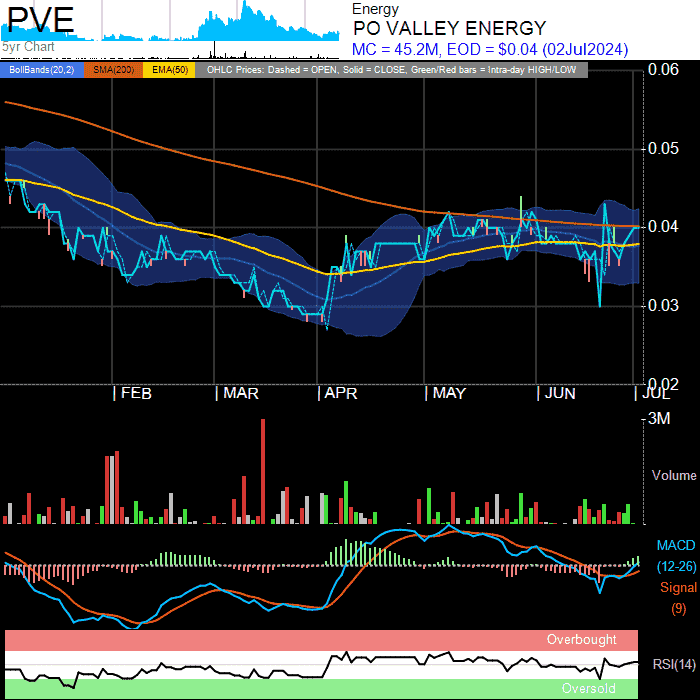 PVE
5yr Chart
Energy
PO VALLEY ENERGY
MC = 45.2M, EOD = $0.04 (02Jul2024)
BollBands(20,2) SMA(200) EMA(50) OHLC Prices: Dashed = OPEN, Solid = CLOSE, Green/Red bars = Intra-day HIGH/LOW
0.06
0.05
0.04
0.03
0.02
FEB MAR APR MAY JUN JUL
3M
Volume
MACD
(12-26)
Signal
(9)
Overbought
RSI(14)
Oversold